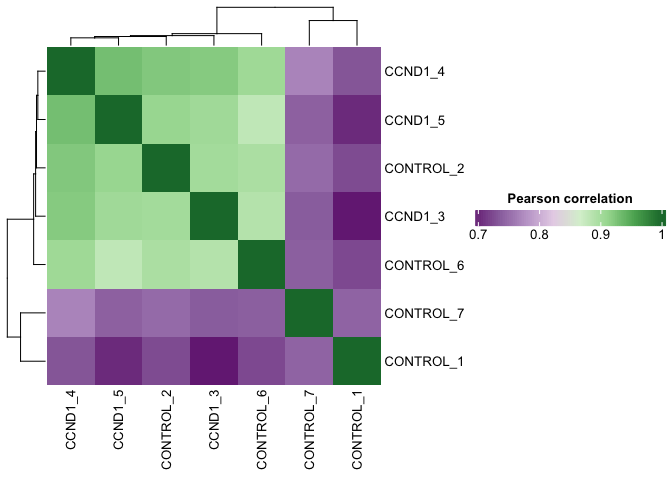 CCND1_4
CCND1_5
CONTROL_2
CCND1_3
CONTROL_6
CONTROL_7
CONTROL_1
Pearson correlation
0.7 0.8 0.9 1
CCND1_4
CCND1_5
CONTROL_2
CCND1_3
CONTROL_6
CONTROL_7
CONTROL_1